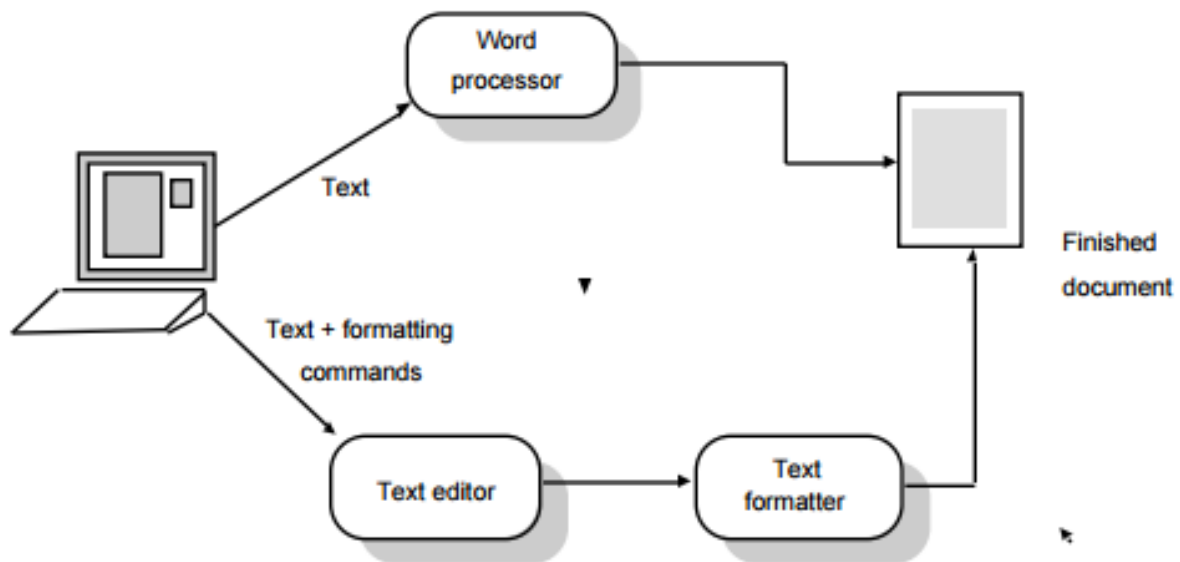 Word
processor
Text
Finished
document
Text + formatting
commands
Text editor
Text
formatter